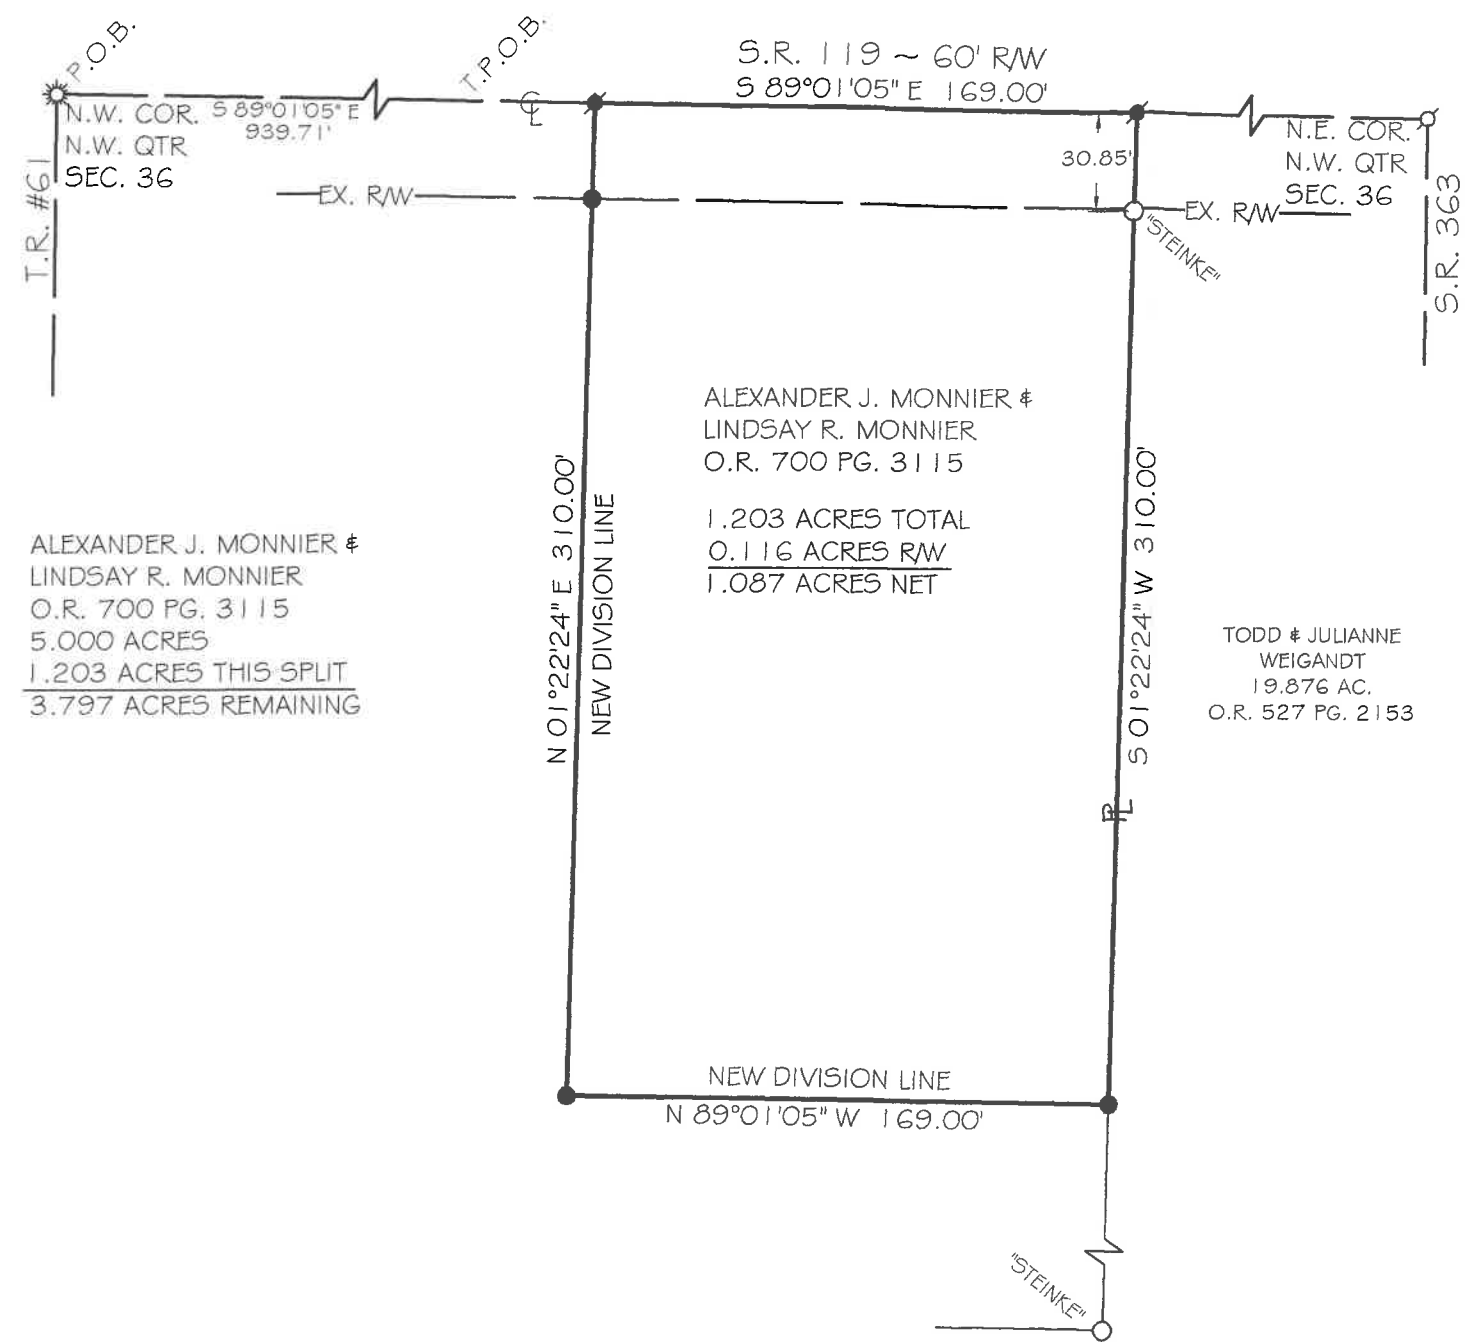 P.O.B.
T.P.O.B.
S.R. 119 ~ 60' R/W
S 89°01'05" E 169.00'
N.W. COR.
N.W. QTR
SEC. 36
S 89°01'05" E
939.71'
CL
30.85'
N.E. COR.
N.W. QTR
SEC. 36
T.R. #61
EX. R/W
EX. R/W
"STEINKE"
S.R. 363
ALEXANDER J. MONNIER &
LINDSAY R. MONNIER
O.R. 700 PG. 3115
1.203 ACRES TOTAL
0.116 ACRES R/W
1.087 ACRES NET
N 01°22'24" E 310.00'
NEW DIVISION LINE
S 01°22'24" W 310.00'
ALEXANDER J. MONNIER &
LINDSAY R. MONNIER
O.R. 700 PG. 3115
5.000 ACRES
1.203 ACRES THIS SPLIT
3.797 ACRES REMAINING
TODD & JULIANNE
WEIGANDT
19.876 AC.
O.R. 527 PG. 2153
PL
NEW DIVISION LINE
N 89°01'05" W 169.00'
"STEINKE"